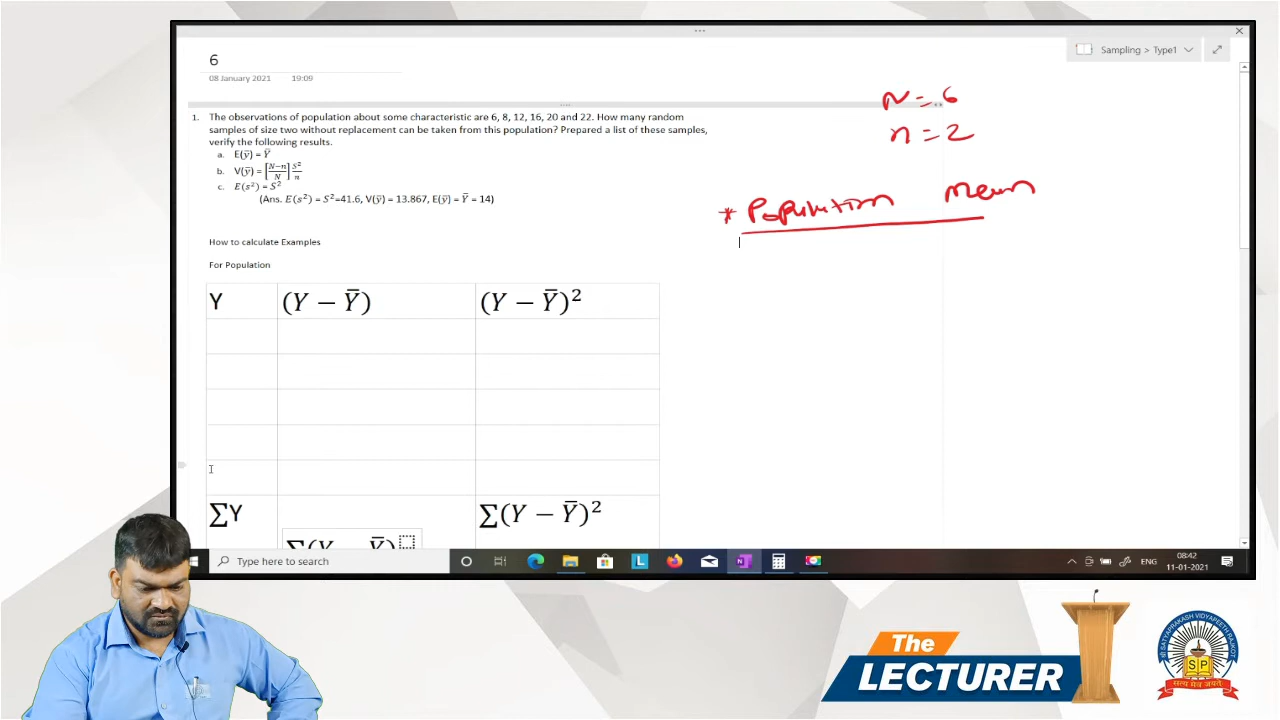 6
08 January 2021 19:09
Sampling > Type1
1. The observations of population about some characteristic are 6, 8, 12, 16, 20 and 22. How many random
samples of size two without replacement can be taken from this population? Prepared a list of these samples,
verify the following results.
a. E(ȳ) = Ȳ
b. V(ȳ) = [N−n/N] S²/n
c. E(s²) = S²
(Ans. E(s²) = S²=41.6, V(ȳ) = 13.867, E(ȳ) = Ȳ = 14)
N = 6
n = 2
* Population Mean
How to calculate Examples
For Population
Y (Y − Ȳ) (Y − Ȳ)²
∑Y ∑(Y − Ȳ)²
∑(Y − Ȳ)
Type here to search
ENG
08:42
11-01-2021
The
LECTURER
SP